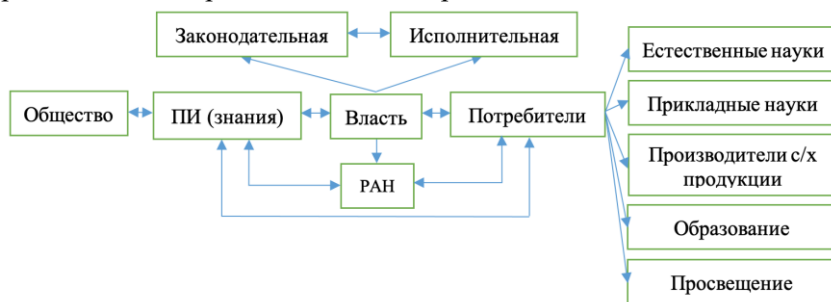 Законодательная
Исполнительная
Общество
ПИ (знания)
Власть
Потребители
РАН
Естественные науки
Прикладные науки
Производители с/х
продукции
Образование
Просвещение